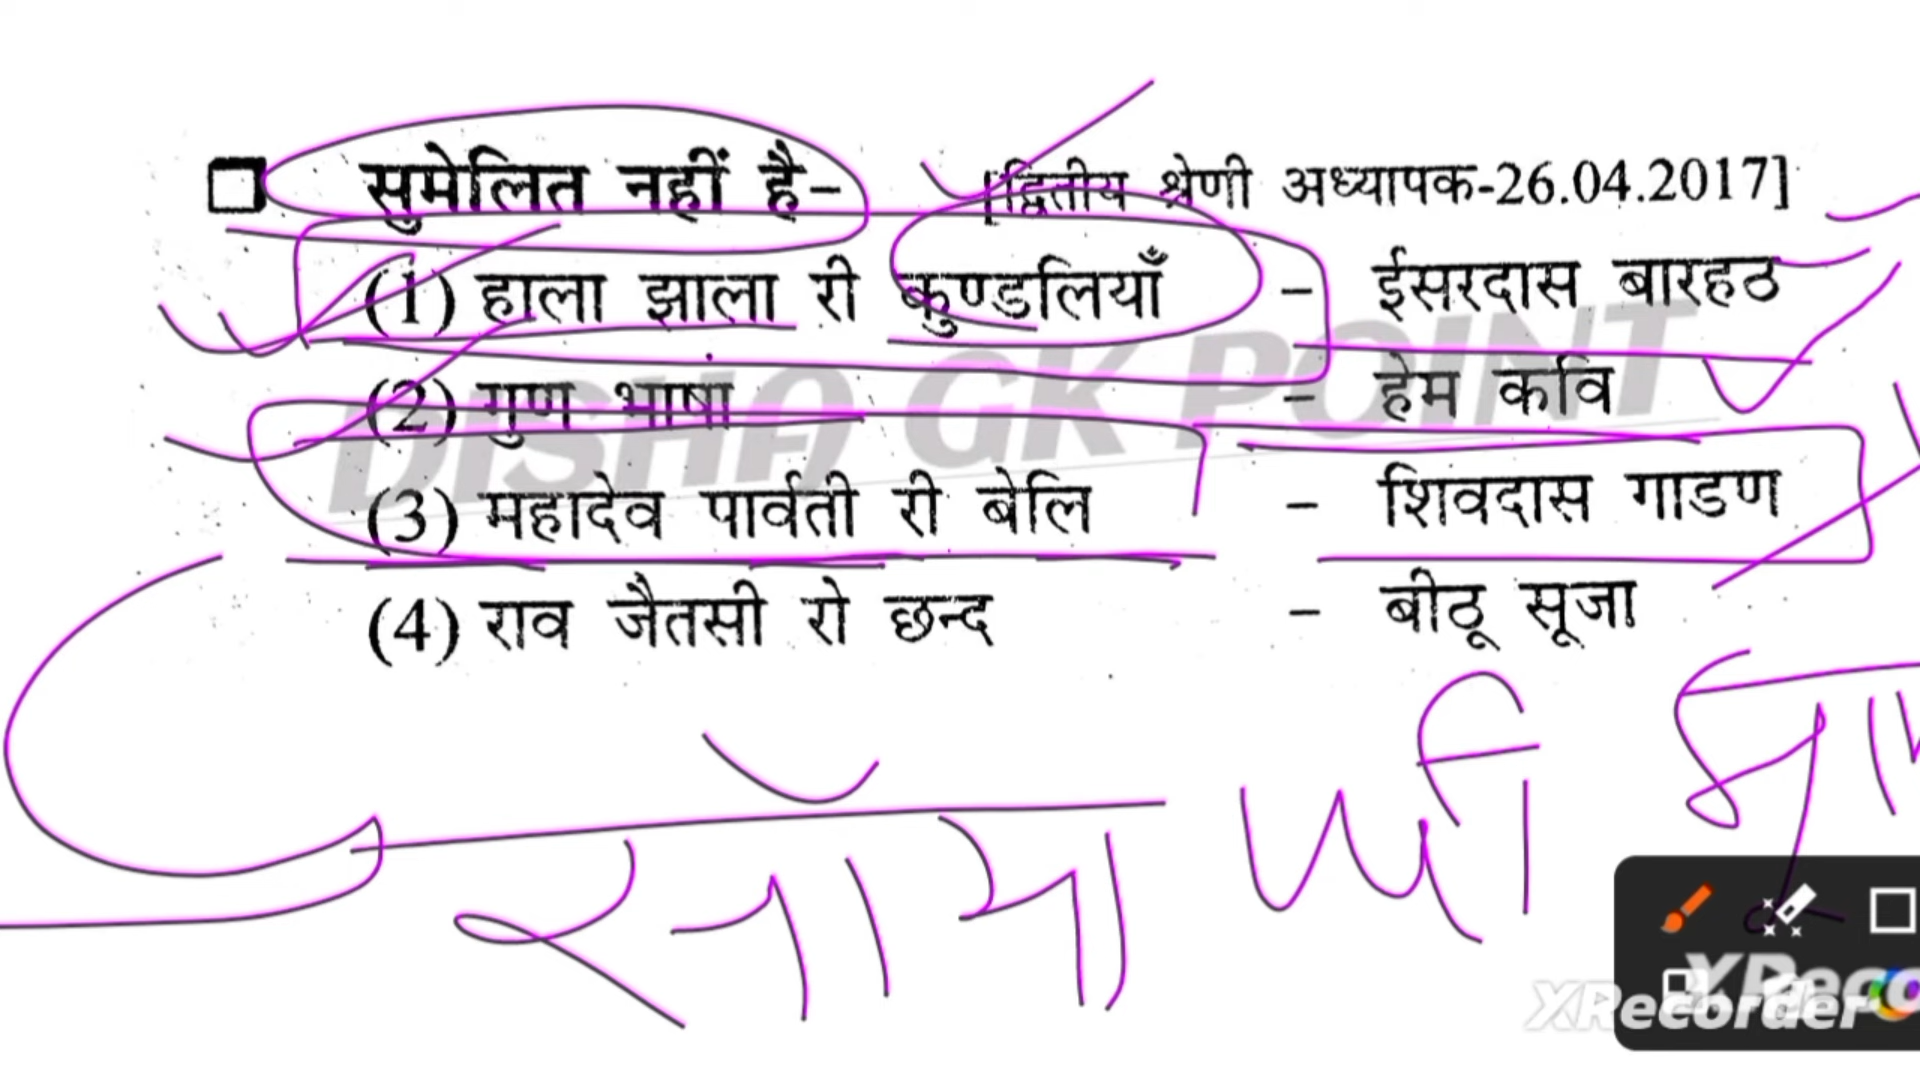 सुमेलित नहीं है– [द्वितीय श्रेणी अध्यापक-26.04.2017]
(1) हाला झाला री कुण्डलियाँ – ईसरदास बारहठ
(2) गुण भाषा – हेम कवि
(3) महादेव पार्वती री बेलि – शिवदास गाडण
(4) राव जैतसी रो छन्द – बीठू सूजा
DISHA GK POINT
XRecorder